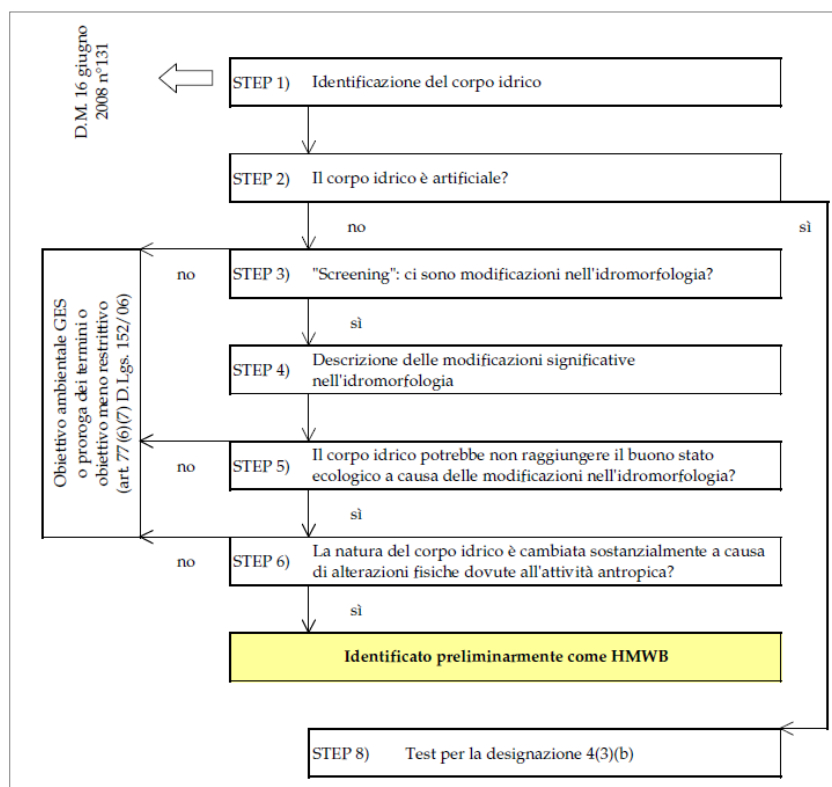 D.M. 16 giugno
2008 n°131
STEP 1) Identificazione del corpo idrico
STEP 2) Il corpo idrico è artificiale?
no
sì
STEP 3) "Screening": ci sono modificazioni nell'idromorfologia?
no
sì
STEP 4) Descrizione delle modificazioni significative
nell'idromorfologia
Obiettivo ambientale GES
o proroga dei termini o
obiettivo meno restrittivo
(art 77(6)(7) D.Lgs. 152/06)
STEP 5) Il corpo idrico potrebbe non raggiungere il buono stato
ecologico a causa delle modificazioni nell'idromorfologia?
no
sì
STEP 6) La natura del corpo idrico è cambiata sostanzialmente a causa
di alterazioni fisiche dovute all'attività antropica?
no
sì
Identificato preliminarmente come HMWB
STEP 8) Test per la designazione 4(3)(b)